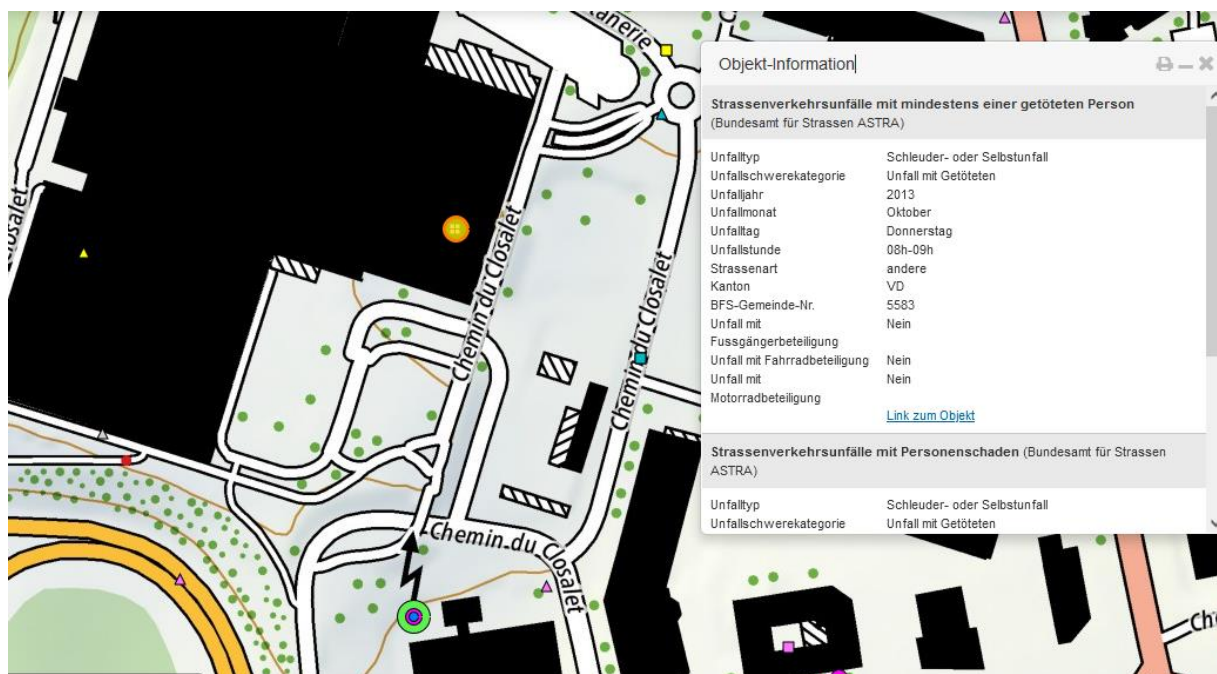 tanerie
C
Closalet
Chemin du Closalet
Chemin du Closalet
Chemin du Closalet
Ch
Objekt-Information
Strassenverkehrsunfälle mit mindestens einer getöteten Person
(Bundesamt für Strassen ASTRA)
Unfalltyp Schleuder- oder Selbstunfall
Unfallschwerekategorie Unfall mit Getöteten
Unfalljahr 2013
Unfallmonat Oktober
Unfalltag Donnerstag
Unfallstunde 08h-09h
Strassenart andere
Kanton VD
BFS-Gemeinde-Nr. 5583
Unfall mit Nein
Fussgängerbeteiligung
Unfall mit Fahrradbeteiligung Nein
Unfall mit Nein
Motorradbeteiligung
Link zum Objekt
Strassenverkehrsunfälle mit Personenschaden (Bundesamt für Strassen
ASTRA)
Unfalltyp Schleuder- oder Selbstunfall
Unfallschwerekategorie Unfall mit Getöteten